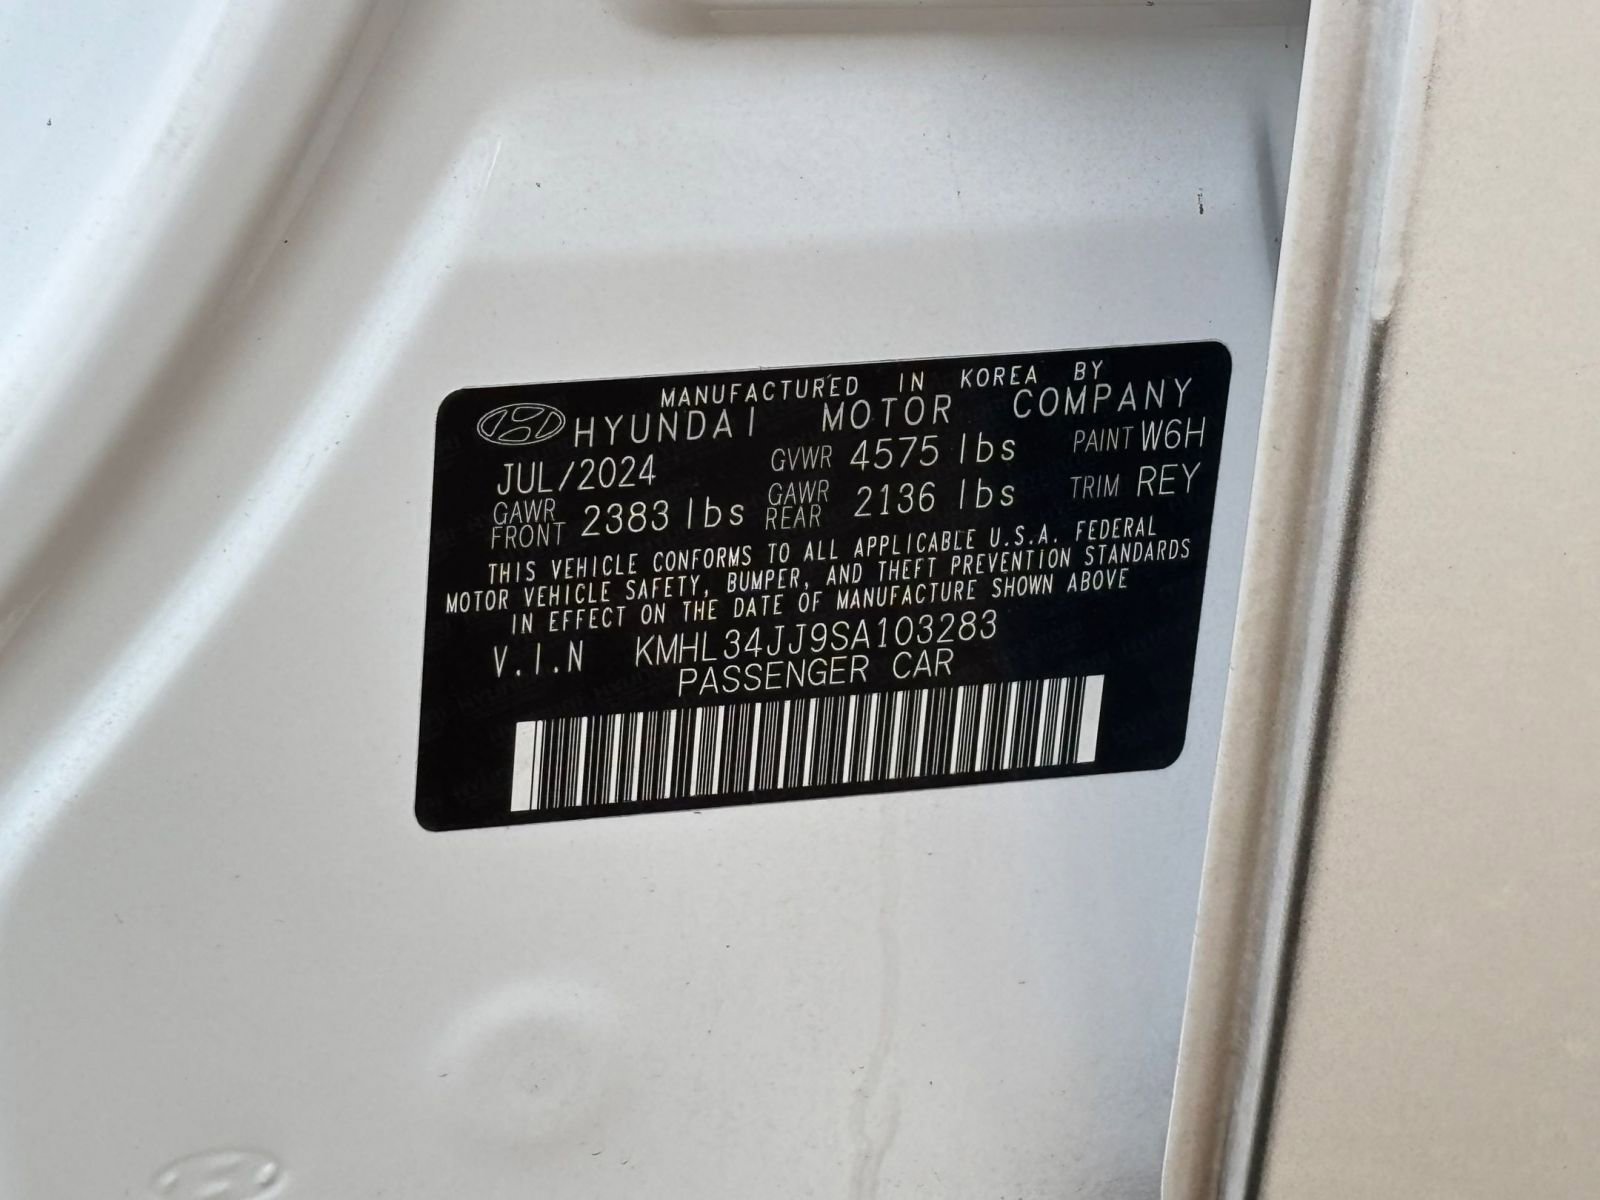 MANUFACTURED IN KOREA BY
HYUNDAI MOTOR COMPANY
JUL/2024 GVWR 4575 lbs PAINT W6H
GAWR FRONT 2383 lbs GAWR REAR 2136 lbs TRIM REY
THIS VEHICLE CONFORMS TO ALL APPLICABLE U.S.A. FEDERAL
MOTOR VEHICLE SAFETY, BUMPER, AND THEFT PREVENTION STANDARDS
IN EFFECT ON THE DATE OF MANUFACTURE SHOWN ABOVE
V.I.N KMHL34JJ9SA103283
PASSENGER CAR